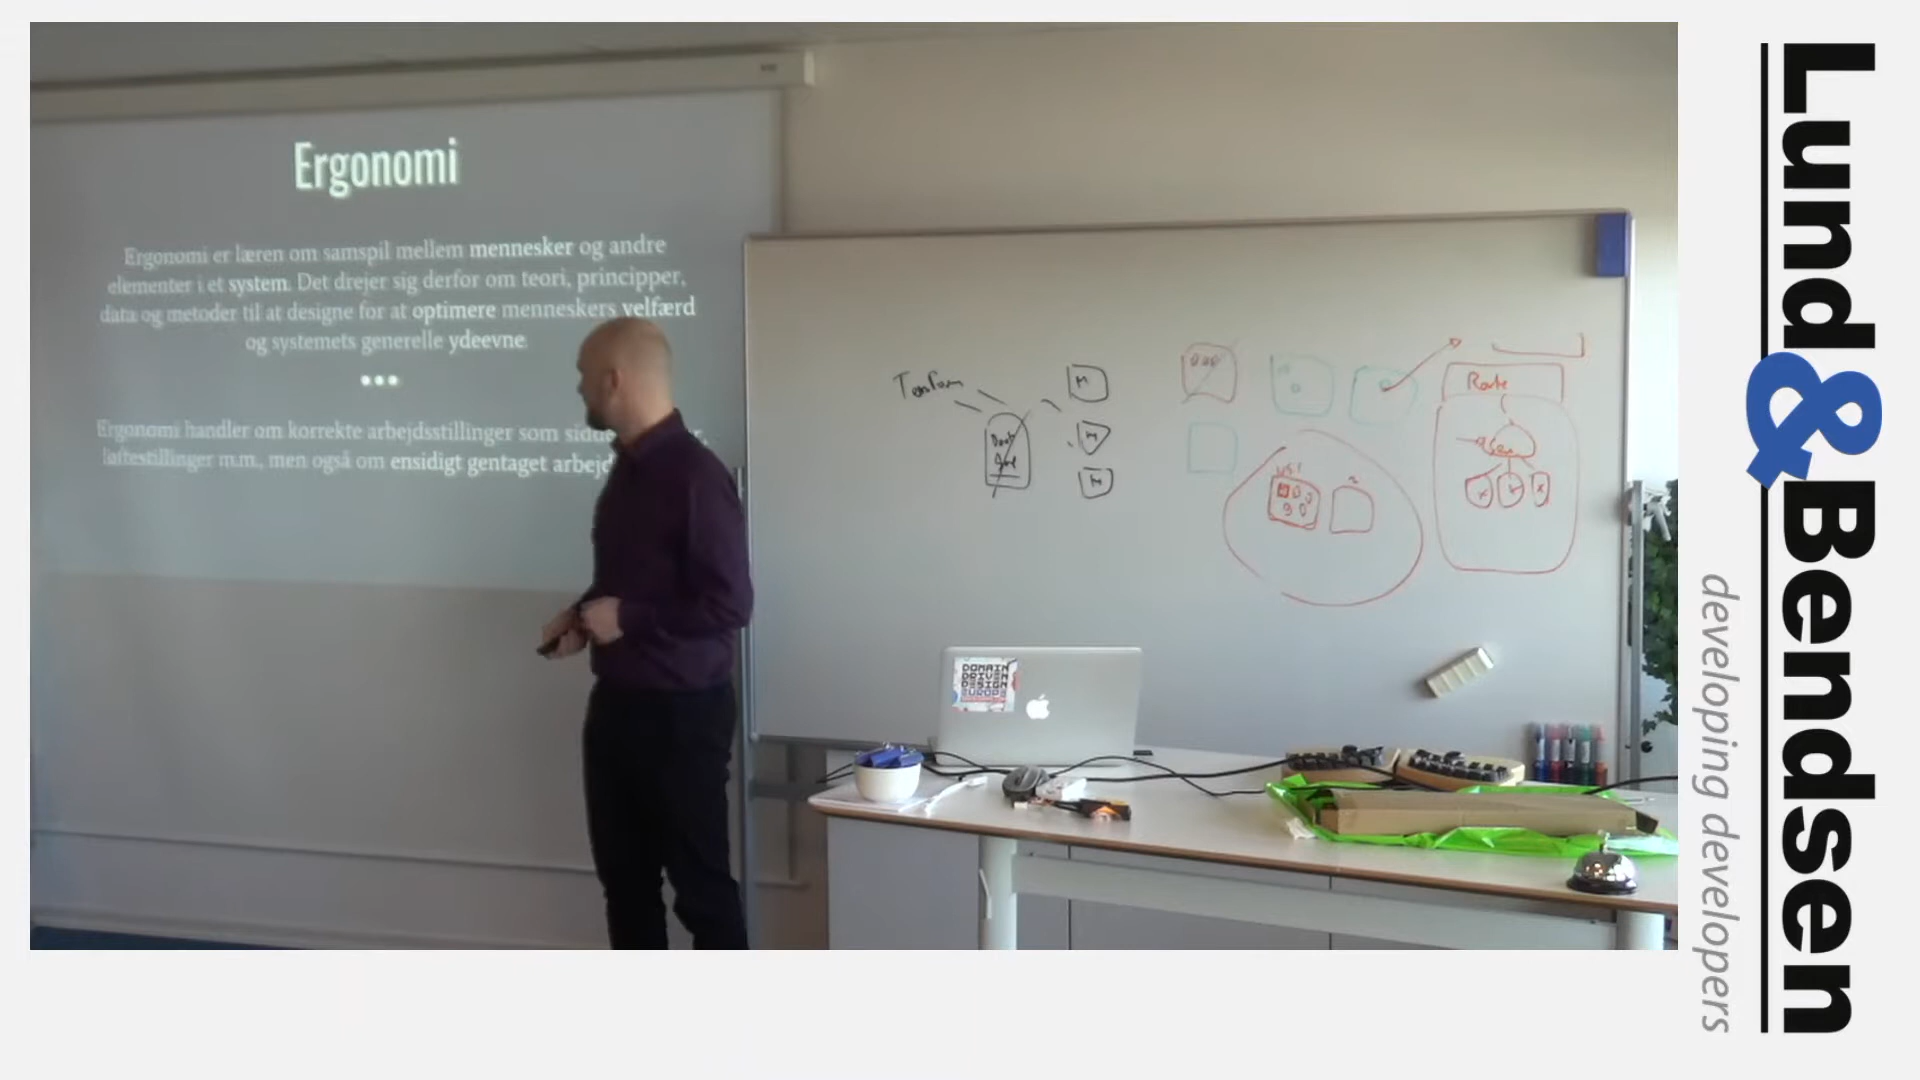 Ergonomi
Ergonomi er læren om samspil mellem mennesker og andre
elementer i et system. Det drejer sig derfor om teori, principper,
data og metoder til at designe for at optimere menneskers velfærd
og systemets generelle ydeevne.
Ergonomi handler om korrekte arbejdsstillinger som
løftestillinger m.m., men også om ensidigt gentaget
Route
M
M
M
DOMAIN
DRIVEN
DESIGN
EUROPE
Lund&Bendsen
developing developers